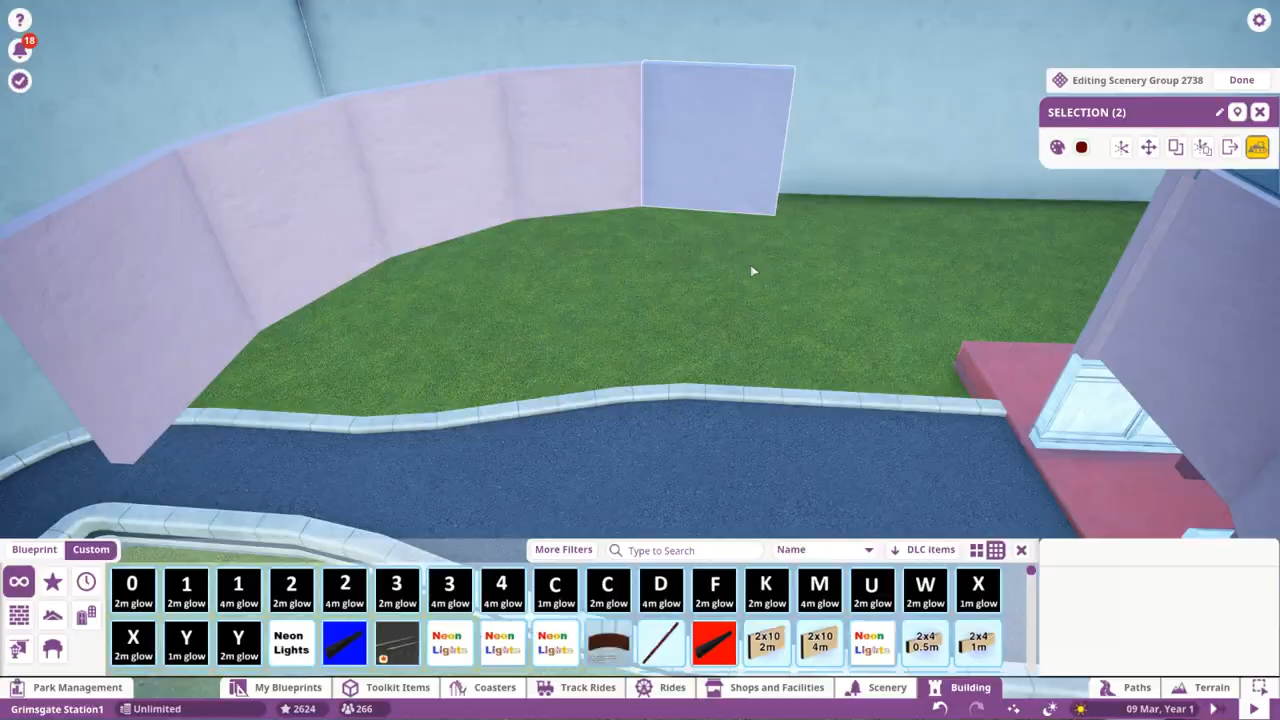 ?
18
Editing Scenery Group 2738 Done
SELECTION (2)
Blueprint Custom More Filters Type to Search Name DLC items
0 1 1 2 2 3 3 4 C C D F K M U W X
2m glow 2m glow 4m glow 2m glow 4m glow 2m glow 4m glow 4m glow 1m glow 2m glow 4m glow 2m glow 2m glow 4m glow 2m glow 2m glow 1m glow
X Y Y Neon Lights Neon Lights Neon Lights Neon Lights 2x10 2x10 Neon Lights 2x4 2x4
2m glow 1m glow 2m glow 2m 4m 0.5m 1m
Park Management My Blueprints Toolkit Items Coasters Track Rides Rides Shops and Facilities Scenery Building Paths Terrain
Grimsgate Station1 Unlimited 2624 266 09 Mar, Year 1